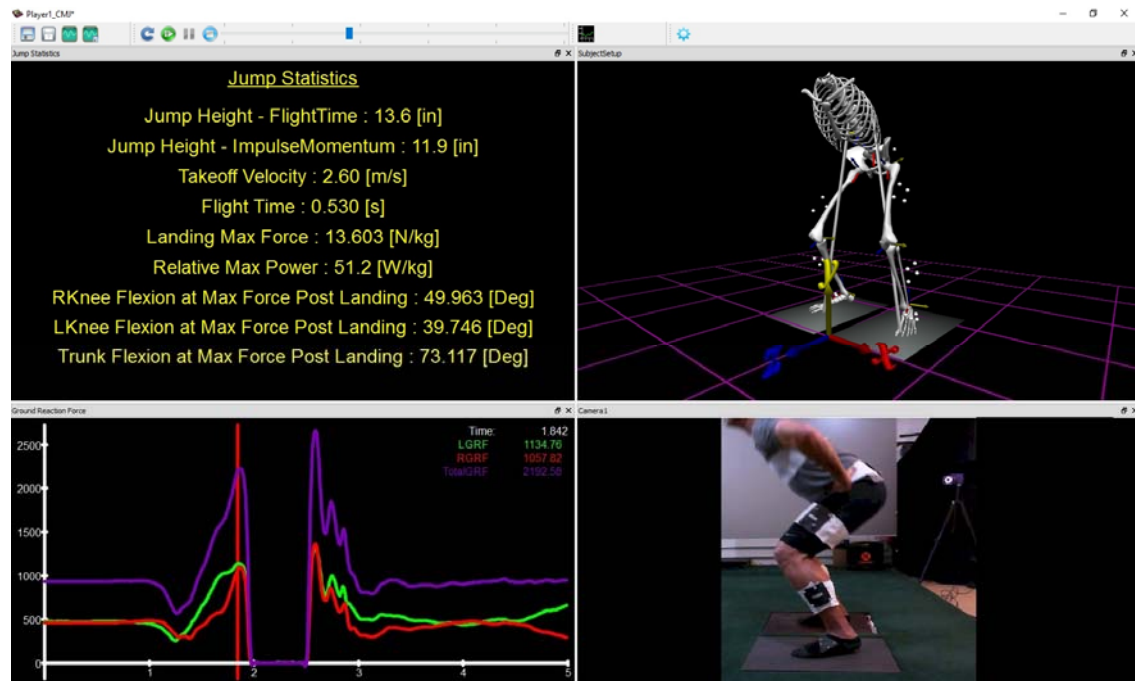 Player1_CMJ*
Jump Statistics
SubjectSetup
Jump Statistics
Jump Height - FlightTime : 13.6 [in]
Jump Height - ImpulseMomentum : 11.9 [in]
Takeoff Velocity : 2.60 [m/s]
Flight Time : 0.530 [s]
Landing Max Force : 13.603 [N/kg]
Relative Max Power : 51.2 [W/kg]
RKnee Flexion at Max Force Post Landing : 49.963 [Deg]
LKnee Flexion at Max Force Post Landing : 39.746 [Deg]
Trunk Flexion at Max Force Post Landing : 73.117 [Deg]
X
Ground Reaction Force
Camera1
Time: 1.842
LGRF 1134.76
RGRF 1057.82
TotalGRF 2192.58
2500
2000
1500
1000
500
0
1 2 3 4 5